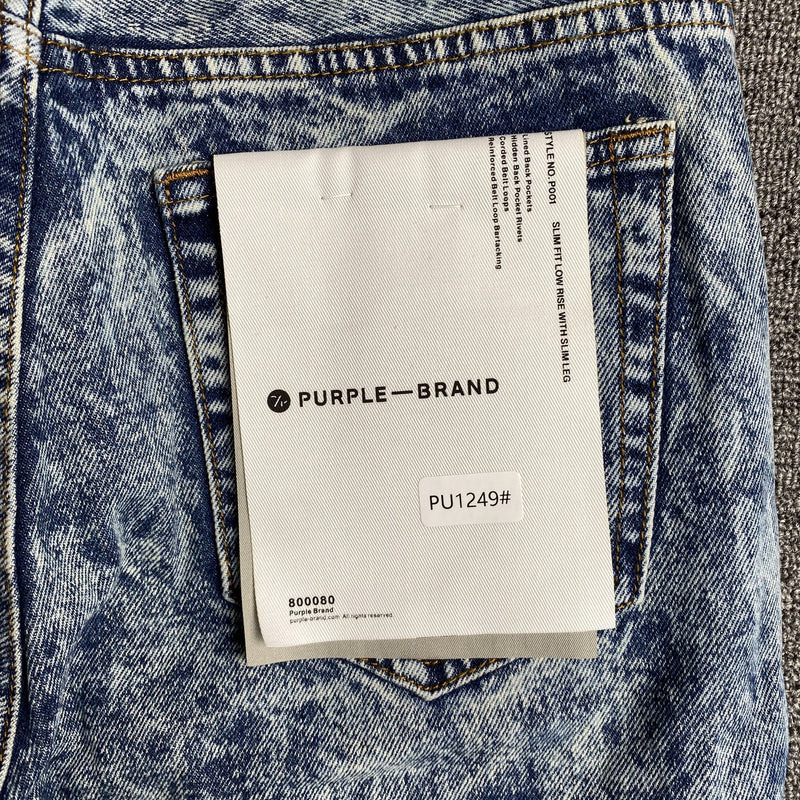 STYLE NO. P001 SLIM FIT LOW RISE WITH SLIM LEG
Lined Back Pockets
Hidden Back Pocket Rivets
Corded Belt Loops
Reinforced Belt Loop Bartacking
PURPLE—BRAND
PU1249#
800080
Purple Brand
purple-brand.com All rights reserved